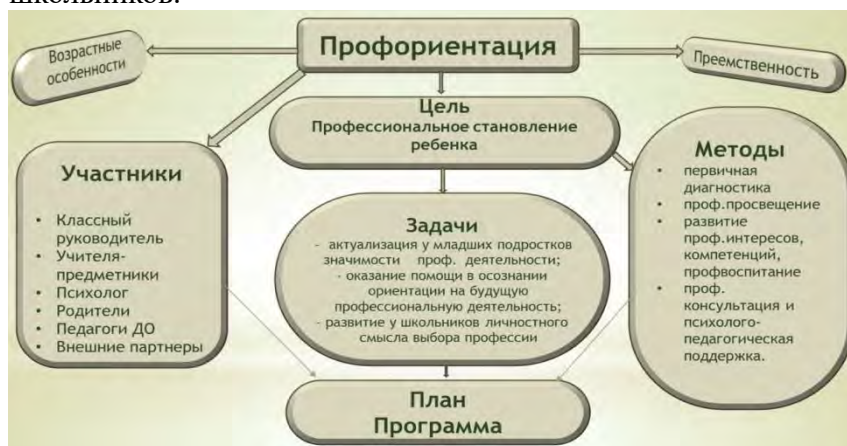 школьников.
Профориентация
Возрастные
особенности
Преемственность
Цель
Профессиональное становление
ребенка
Участники
• Классный
руководитель
• Учителя-
предметники
• Психолог
• Родители
• Педагоги ДО
• Внешние партнеры
Задачи
- актуализация у младших подростков
значимости проф. деятельности;
- оказание помощи в осознании
ориентации на будущую
профессиональную деятельность;
- развитие у школьников личностного
смысла выбора профессии
Методы
• первичная
диагностика
• проф.просвещение
• развитие
проф.интересов,
компетенций,
профвоспитание
• проф.
консультация и
психолого-
педагогическая
поддержка.
План
Программа